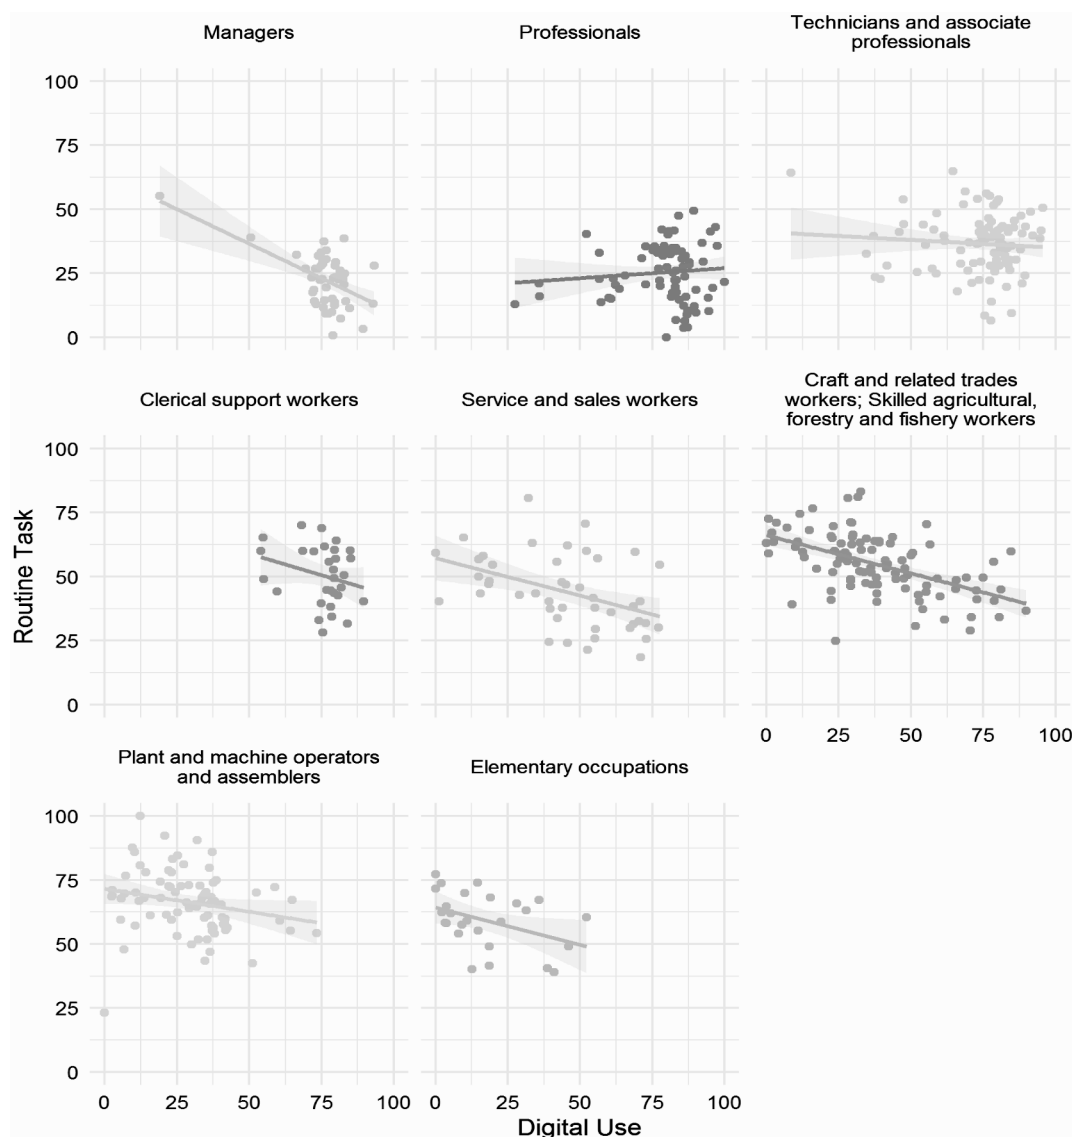 Managers
Professionals
Technicians and associate
professionals
100
75
50
25
0
Clerical support workers
Service and sales workers
Craft and related trades
workers; Skilled agricultural,
forestry and fishery workers
100
75
50
25
0
0 25 50 75 100
Routine Task
Plant and machine operators
and assemblers
Elementary occupations
100
75
50
25
0
0 25 50 75 100
0 25 50 75 100
Digital Use